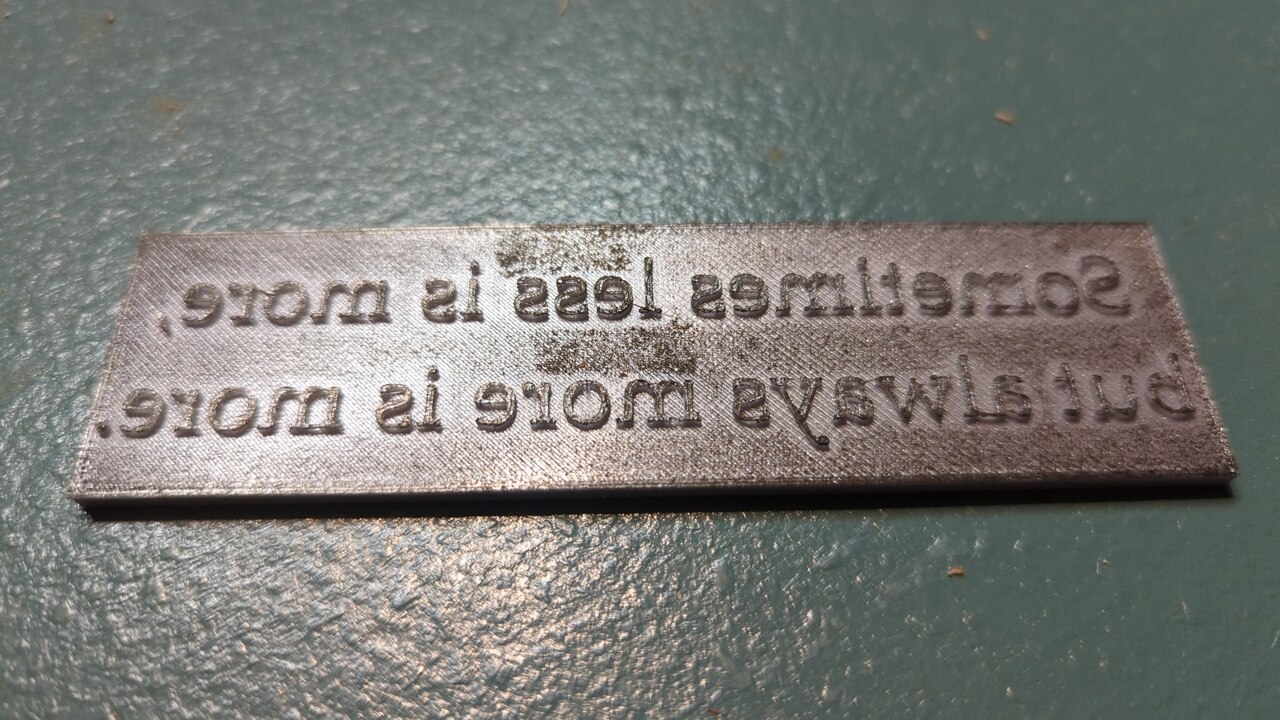 Sometimes less is more,
but always more is more.